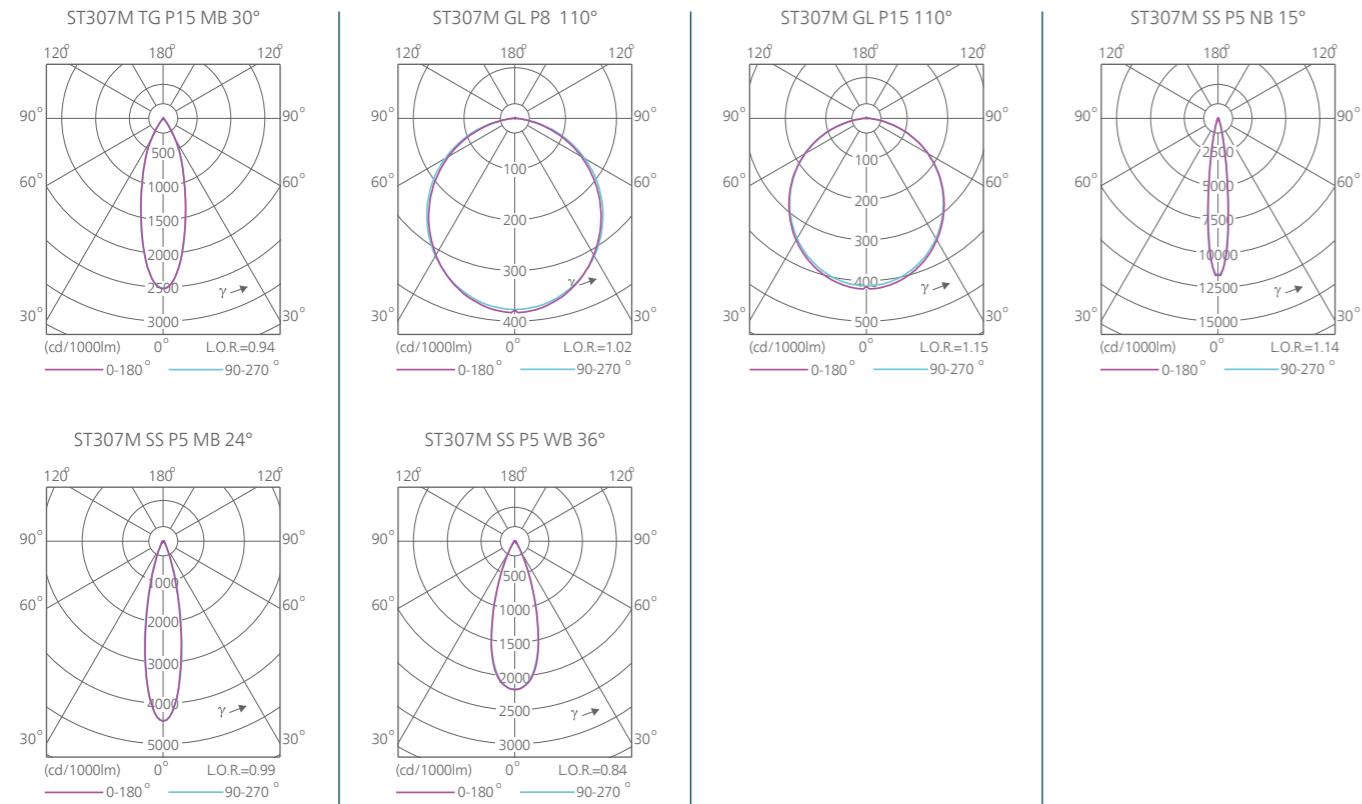 ST307M TG P15 MB 30°
120° 180° 120°
90° 90°
500
1000
60° 60°
1500
2000
2500
γ
30° 3000 30°
(cd/1000lm) 0° L.O.R.=0.94
0-180° 90-270°
ST307M GL P8 110°
120° 180° 120°
90° 90°
100
60° 60°
200
300
γ
30° 400 30°
(cd/1000lm) 0° L.O.R.=1.02
0-180° 90-270°
ST307M GL P15 110°
120° 180° 120°
90° 90°
100
60° 60°
200
300
400
γ
30° 500 30°
(cd/1000lm) 0° L.O.R.=1.15
0-180° 90-270°
ST307M SS P5 NB 15°
120° 180° 120°
90° 90°
2500
5000
60° 60°
7500
10000
12500
γ
30° 15000 30°
(cd/1000lm) 0° L.O.R.=1.14
0-180° 90-270°
ST307M SS P5 MB 24°
120° 180° 120°
90° 90°
1000
60° 60°
2000
3000
4000
γ
30° 5000 30°
(cd/1000lm) 0° L.O.R.=0.99
0-180° 90-270°
ST307M SS P5 WB 36°
120° 180° 120°
90° 90°
500
1000
60° 60°
1500
2000
2500
γ
30° 3000 30°
(cd/1000lm) 0° L.O.R.=0.84
0-180° 90-270°